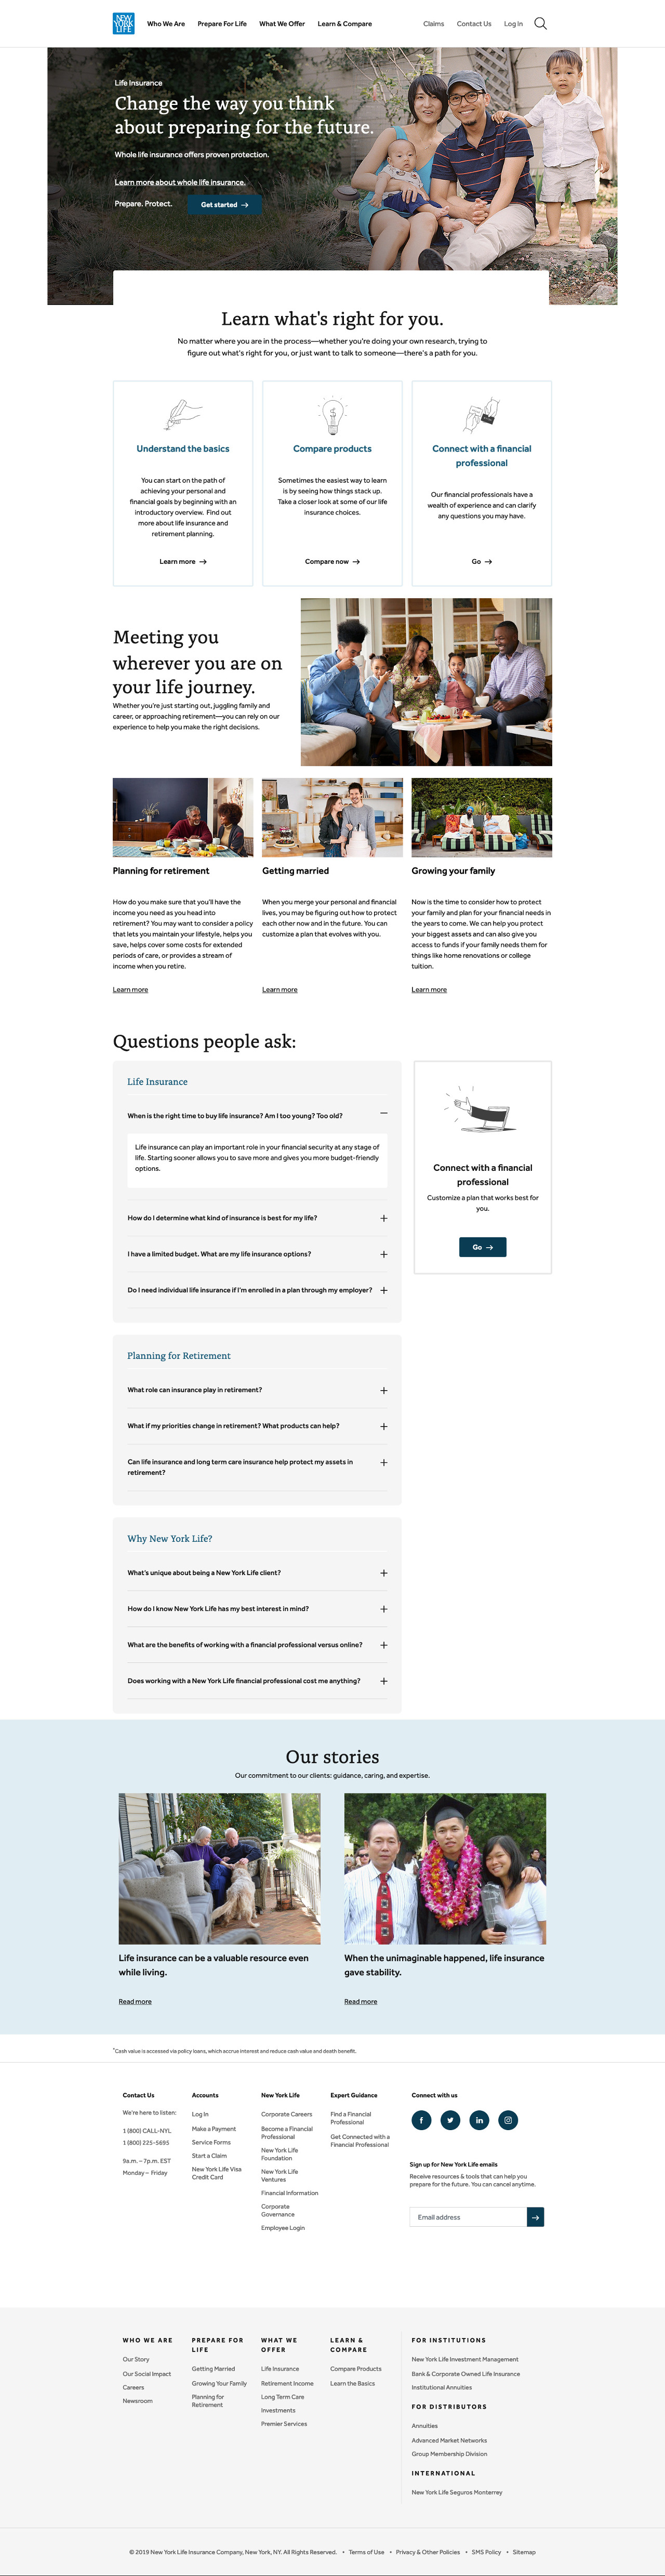 NEW YORK LIFE
Who We Are
Prepare For Life
What We Offer
Learn & Compare
Claims
Contact Us
Log In
Life Insurance
Change the way you think
about preparing for the future.
Whole life insurance offers proven protection.
Learn more about whole life insurance.
Prepare. Protect.
Get started →
Learn what's right for you.
No matter where you are in the process—whether you're doing your own research, trying to
figure out what's right for you, or just want to talk to someone—there's a path for you.
Understand the basics
You can start on the path of
achieving your personal and
financial goals by beginning with an
introductory overview. Find out
more about life insurance and
retirement planning.
Learn more →
Compare products
Sometimes the easiest way to learn
is by seeing how things stack up.
Take a closer look at some of our life
insurance choices.
Compare now →
Connect with a financial
professional
Our financial professionals have a
wealth of experience and can clarify
any questions you may have.
Go →
Meeting you
wherever you are on
your life journey.
Whether you're just starting out, juggling family and
career, or approaching retirement—you can rely on our
experience to help you make the right decisions.
Planning for retirement
How do you make sure that you'll have the
income you need as you head into
retirement? You may want to consider a policy
that lets you maintain your lifestyle, helps you
save, helps cover some costs for extended
periods of care, or provides a stream of
income when you retire.
Learn more
Getting married
When you merge your personal and financial
lives, you may be figuring out how to protect
each other now and in the future. You can
customize a plan that evolves with you.
Learn more
Growing your family
Now is the time to consider how to protect
your family and plan for your financial needs in
the years to come. We can help you protect
your biggest assets and can also give you
access to funds if your family needs them for
things like home renovations or college
tuition.
Learn more
Questions people ask:
Life Insurance
When is the right time to buy life insurance? Am I too young? Too old?
Life insurance can play an important role in your financial security at any stage of
life. Starting sooner allows you to save more and gives you more budget-friendly
options.
How do I determine what kind of insurance is best for my life?
I have a limited budget. What are my life insurance options?
Do I need individual life insurance if I'm enrolled in a plan through my employer?
Connect with a financial
professional
Customize a plan that works best for
you.
Go →
Planning for Retirement
What role can insurance play in retirement?
What if my priorities change in retirement? What products can help?
Can life insurance and long term care insurance help protect my assets in
retirement?
Why New York Life?
What's unique about being a New York Life client?
How do I know New York Life has my best interest in mind?
What are the benefits of working with a financial professional versus online?
Does working with a New York Life financial professional cost me anything?
Our stories
Our commitment to our clients: guidance, caring, and expertise.
Life insurance can be a valuable resource even
while living.
Read more
When the unimaginable happened, life insurance
gave stability.
Read more
*Cash value is accessed via policy loans, which accrue interest and reduce cash value and death benefit.
Contact Us
We're here to listen:
1 (800) CALL-NYL
1 (800) 225-5695
9a.m. – 7p.m. EST
Monday – Friday
Accounts
Log In
Make a Payment
Service Forms
Start a Claim
New York Life Visa
Credit Card
New York Life
Corporate Careers
Become a Financial
Professional
New York Life
Foundation
New York Life
Ventures
Financial Information
Corporate
Governance
Employee Login
Expert Guidance
Find a Financial
Professional
Get Connected with a
Financial Professional
Connect with us
Sign up for New York Life emails
Receive resources & tools that can help you
prepare for the future. You can cancel anytime.
Email address
WHO WE ARE
Our Story
Our Social Impact
Careers
Newsroom
PREPARE FOR
LIFE
Getting Married
Growing Your Family
Planning for
Retirement
WHAT WE
OFFER
Life Insurance
Retirement Income
Long Term Care
Investments
Premier Services
LEARN &
COMPARE
Compare Products
Learn the Basics
FOR INSTITUTIONS
New York Life Investment Management
Bank & Corporate Owned Life Insurance
Institutional Annuities
FOR DISTRIBUTORS
Annuities
Advanced Market Networks
Group Membership Division
INTERNATIONAL
New York Life Seguros Monterrey
© 2019 New York Life Insurance Company, New York, NY. All Rights Reserved. • Terms of Use • Privacy & Other Policies • SMS Policy • Sitemap